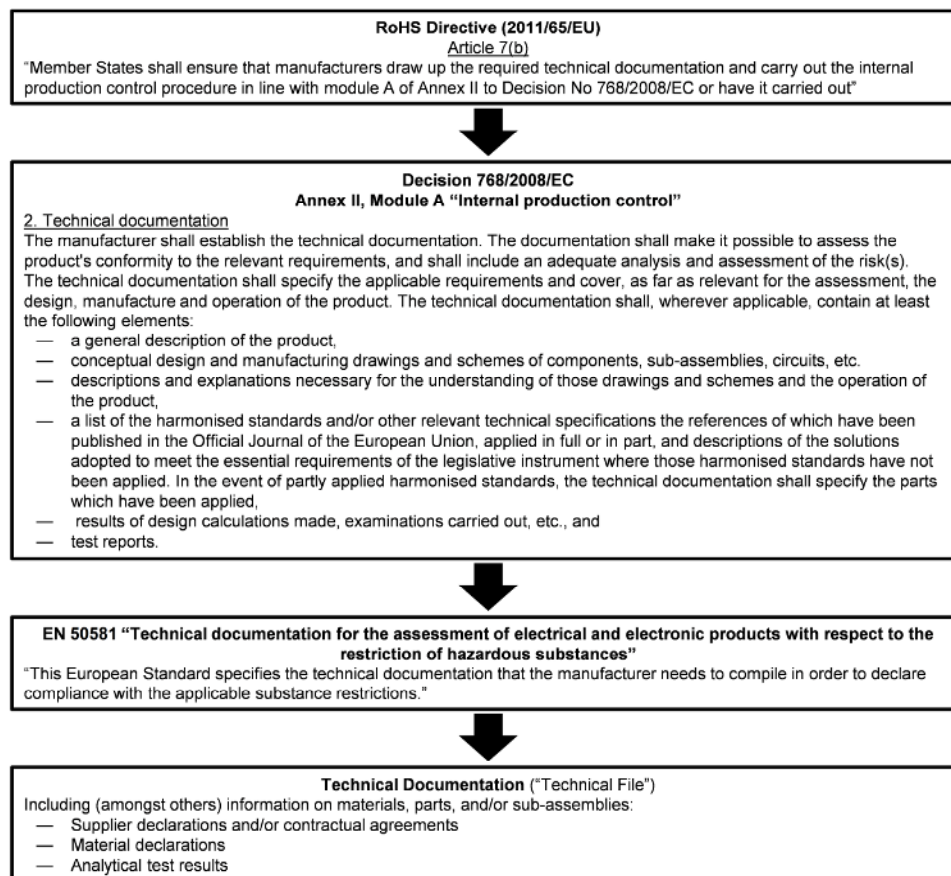 RoHS Directive (2011/65/EU)
Article 7(b)
“Member States shall ensure that manufacturers draw up the required technical documentation and carry out the internal
production control procedure in line with module A of Annex II to Decision No 768/2008/EC or have it carried out”
Decision 768/2008/EC
Annex II, Module A “Internal production control”
2. Technical documentation
The manufacturer shall establish the technical documentation. The documentation shall make it possible to assess the
product's conformity to the relevant requirements, and shall include an adequate analysis and assessment of the risk(s).
The technical documentation shall specify the applicable requirements and cover, as far as relevant for the assessment, the
design, manufacture and operation of the product. The technical documentation shall, wherever applicable, contain at least
the following elements:
— a general description of the product,
— conceptual design and manufacturing drawings and schemes of components, sub-assemblies, circuits, etc.
— descriptions and explanations necessary for the understanding of those drawings and schemes and the operation of
the product,
— a list of the harmonised standards and/or other relevant technical specifications the references of which have been
published in the Official Journal of the European Union, applied in full or in part, and descriptions of the solutions
adopted to meet the essential requirements of the legislative instrument where those harmonised standards have not
been applied. In the event of partly applied harmonised standards, the technical documentation shall specify the parts
which have been applied,
— results of design calculations made, examinations carried out, etc., and
— test reports.
EN 50581 “Technical documentation for the assessment of electrical and electronic products with respect to the
restriction of hazardous substances”
“This European Standard specifies the technical documentation that the manufacturer needs to compile in order to declare
compliance with the applicable substance restrictions.”
Technical Documentation (“Technical File”)
Including (amongst others) information on materials, parts, and/or sub-assemblies:
— Supplier declarations and/or contractual agreements
— Material declarations
— Analytical test results